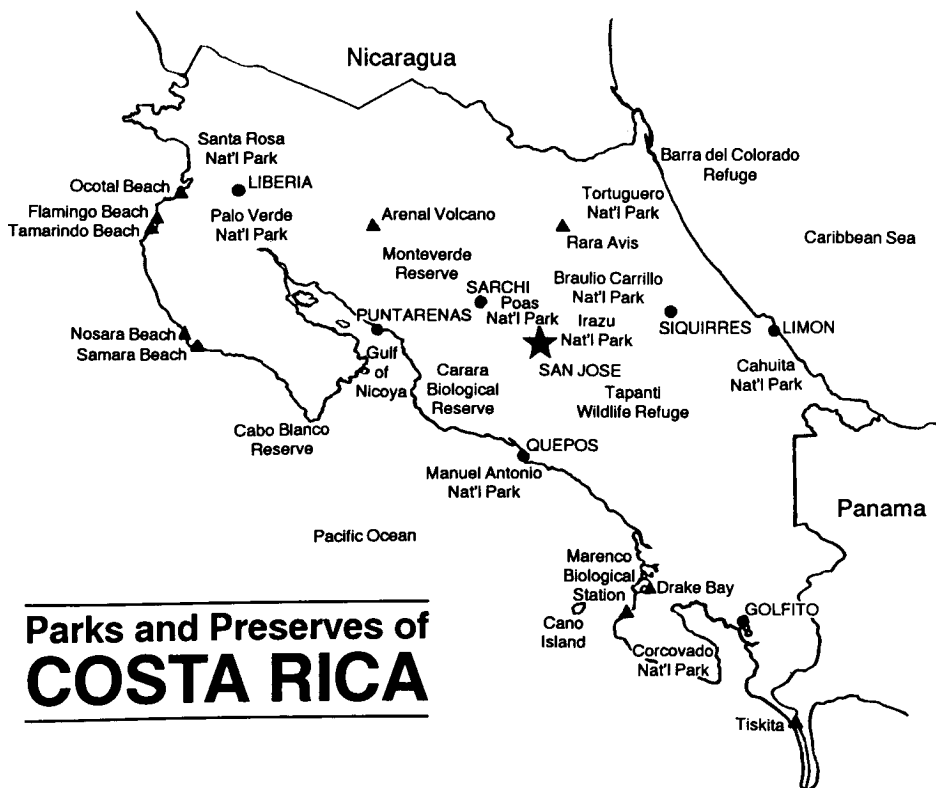 Nicaragua
Santa Rosa
Nat'l Park
Barra del Colorado
Refuge
Ocotal Beach
LIBERIA
Tortuguero
Nat'l Park
Flamingo Beach
Tamarindo Beach
Palo Verde
Nat'l Park
Arenal Volcano
Rara Avis
Caribbean Sea
Monteverde
Reserve
Braulio Carrillo
Nat'l Park
SARCHI
Poas
Nat'l Park
Irazu
Nat'l Park
PUNTARENAS
SIQUIRRES
LIMON
Nosara Beach
Samara Beach
Gulf
of
Nicoya
SAN JOSE
Carara
Biological
Reserve
Tapanti
Wildlife Refuge
Cahuita
Nat'l Park
Cabo Blanco
Reserve
QUEPOS
Manuel Antonio
Nat'l Park
Panama
Pacific Ocean
Marenco
Biological
Station
Drake Bay
Cano
Island
GOLFITO
Corcovado
Nat'l Park
Tiskita
Parks and Preserves of
COSTA RICA